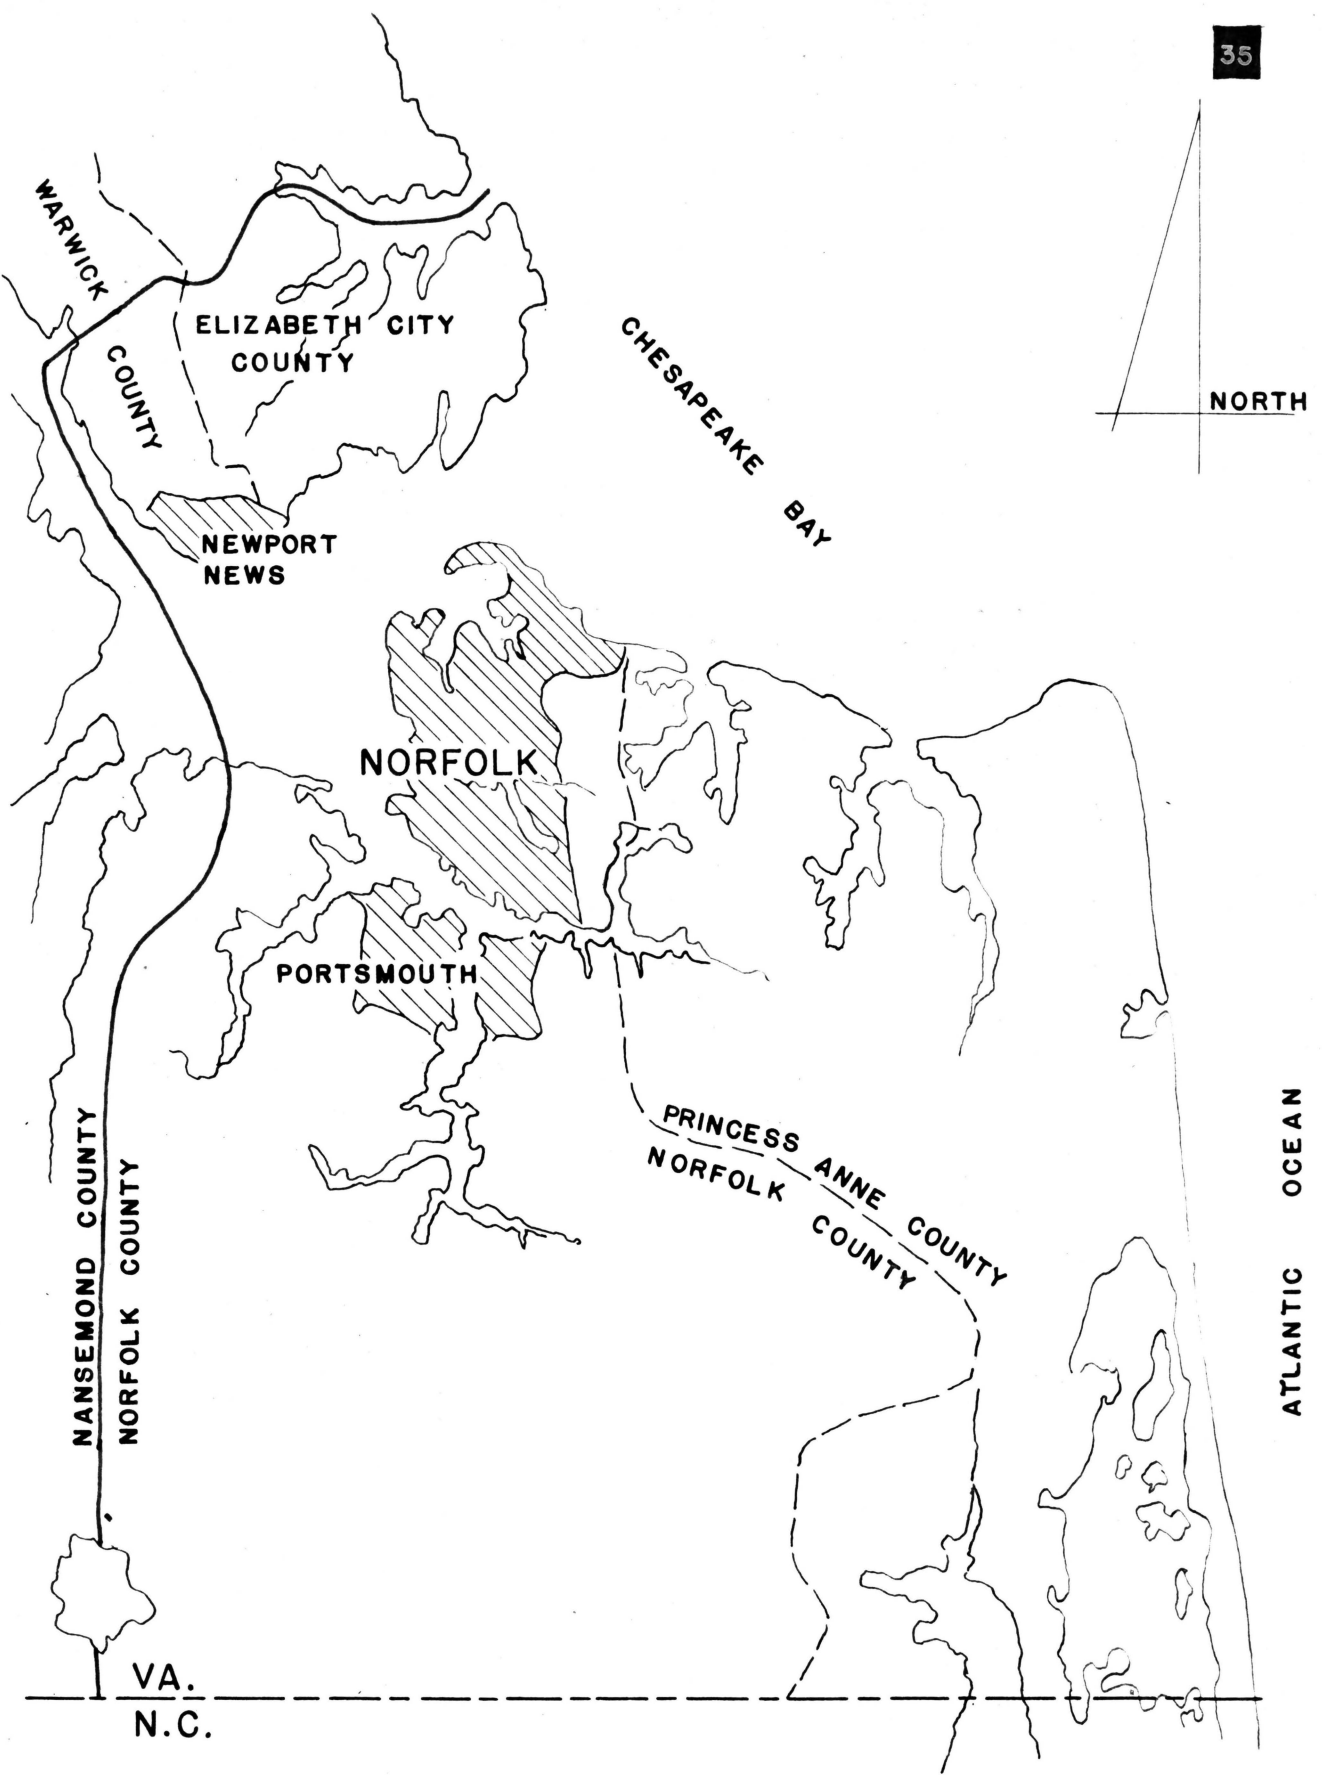 35
NORTH
WARWICK
COUNTY
ELIZABETH CITY
COUNTY
CHESAPEAKE BAY
NEWPORT
NEWS
NORFOLK
PORTSMOUTH
PRINCESS ANNE COUNTY
NORFOLK COUNTY
NANSEMOND COUNTY
NORFOLK COUNTY
ATLANTIC OCEAN
VA.
N.C.